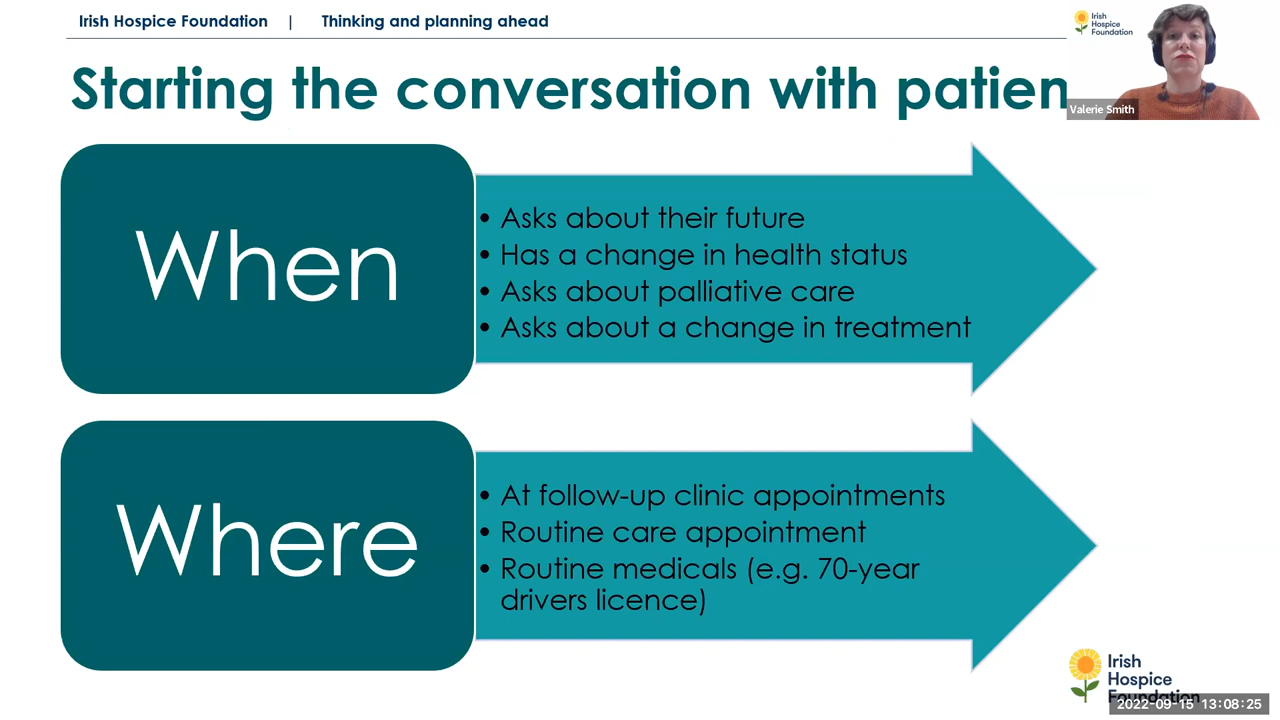 Irish Hospice Foundation | Thinking and planning ahead
Irish
Hospice
Foundation
Starting the conversation with patien
Valerie Smith
When
• Asks about their future
• Has a change in health status
• Asks about palliative care
• Asks about a change in treatment
Where
• At follow-up clinic appointments
• Routine care appointment
• Routine medicals (e.g. 70-year
drivers licence)
Irish
Hospice
Foundation
2022-09-15 13:08:25